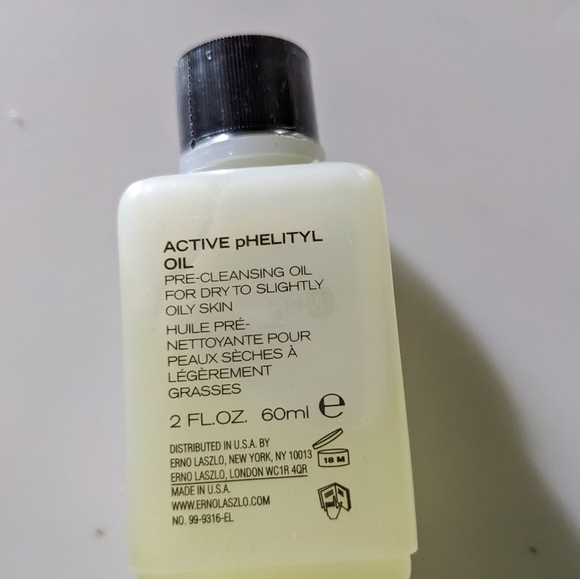 ACTIVE pHELITYL
OIL
PRE-CLEANSING OIL
FOR DRY TO SLIGHTLY
OILY SKIN
HUILE PRÉ-
NETTOYANTE POUR
PEAUX SÈCHES À
LÉGÈREMENT
GRASSES
2 FL.OZ. 60ml e
DISTRIBUTED IN U.S.A. BY
ERNO LASZLO, NEW YORK, NY 10013
ERNO LASZLO, LONDON WC1R 4QR
MADE IN U.S.A.
WWW.ERNOLASZLO.COM
NO. 99-9316-EL
18 M